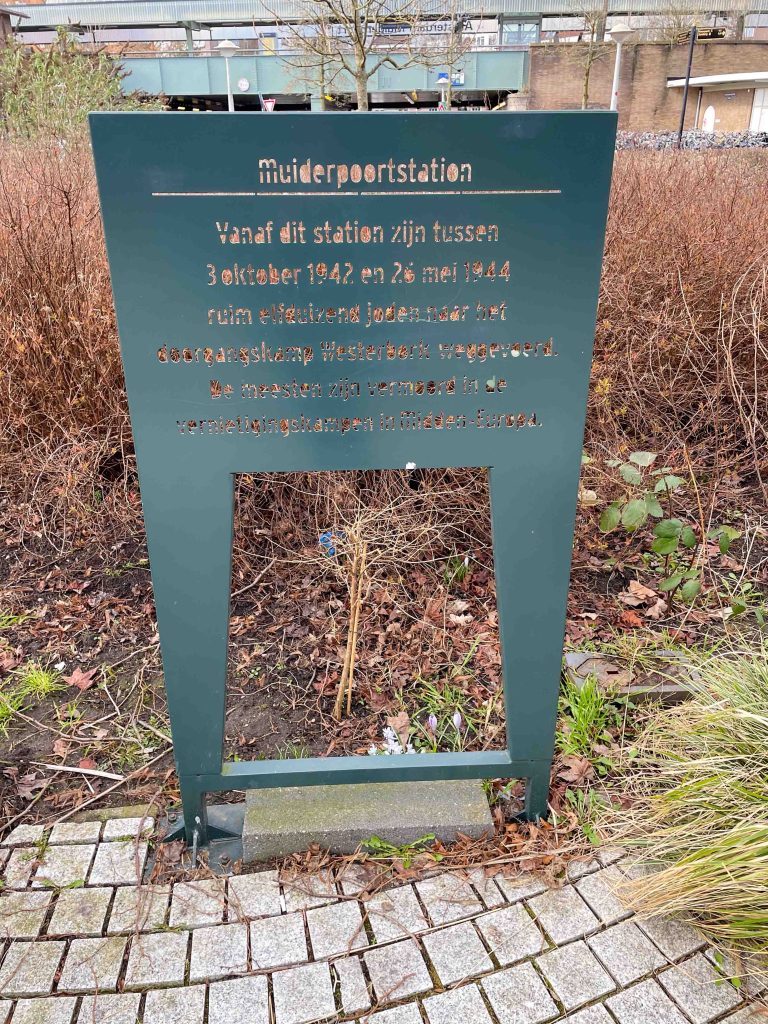 Muiderpoortstation
Vanaf dit station zijn tussen
3 oktober 1942 en 26 mei 1944
ruim elfduizend joden naar het
doorgangskamp Westerbork weggevoerd.
De meesten zijn vermoord in de
vernietigingskampen in Midden-Europa.